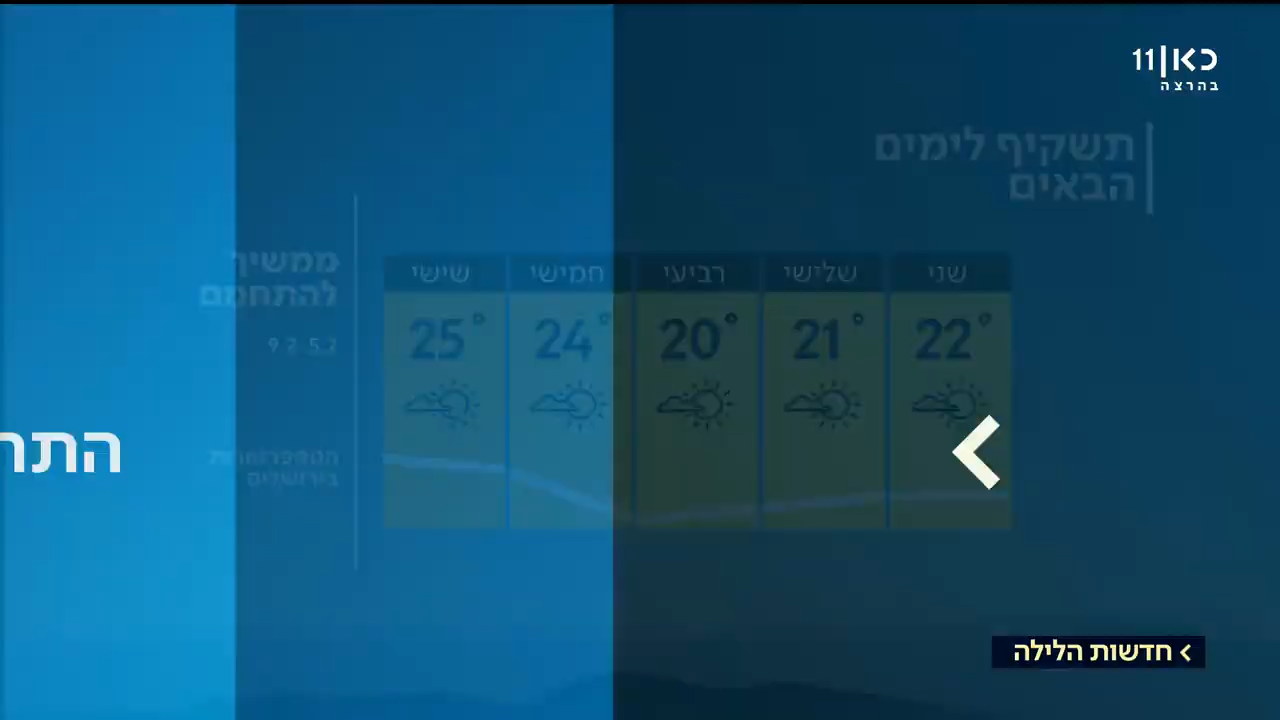 כאן 11
בהרצה
תשקיף לימים
הבאים
שני
שלישי
רביעי
חמישי
שישי
22°
21°
20°
24°
25°
ממשיך
להתחמם
הטמפרטורות
בירושלים
התח
חדשות הלילה